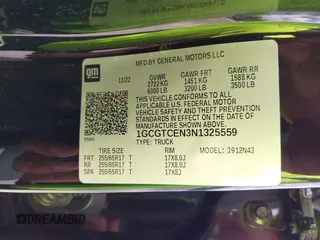 gm
MFD BY GENERAL MOTORS LLC
11/22
GVWR GAWR FRT GAWR RR
2722 KG 1451 KG 1588 KG
6000 LB 3200 LB 3500 LB
THIS VEHICLE CONFORMS TO ALL
APPLICABLE U.S. FEDERAL MOTOR
VEHICLE SAFETY AND THEFT PREVENTION
STANDARDS IN EFFECT ON THE DATE OF
MANUFACTURE SHOWN ABOVE.
1GCGTCEN3N1325559
TYPE: TRUCK
TIRE SIZE RIM MODEL: 3912N43
FRT 255/65R17 T 17X8.0J
RR 255/65R17 T 17X8.0J
SPA 255/65R17 T 17X8J
DREAMBID